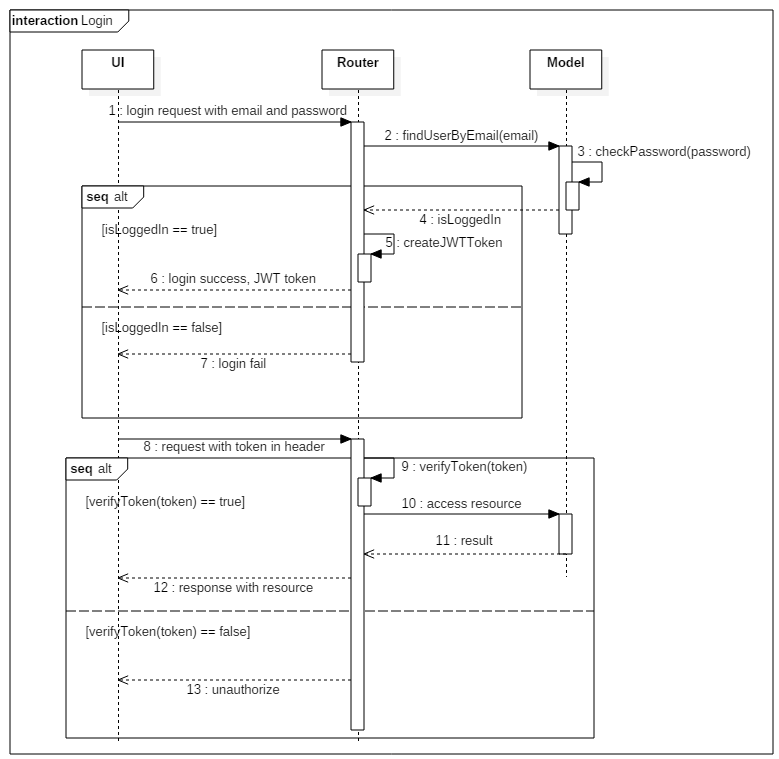 interaction Login
UI
Router
Model
1 : login request with email and password
2 : findUserByEmail(email)
3 : checkPassword(password)
seq alt
4 : isLoggedIn
[isLoggedIn == true]
5 : createJWTToken
6 : login success, JWT token
[isLoggedIn == false]
7 : login fail
8 : request with token in header
seq alt
9 : verifyToken(token)
[verifyToken(token) == true]
10 : access resource
11 : result
12 : response with resource
[verifyToken(token) == false]
13 : unauthorize